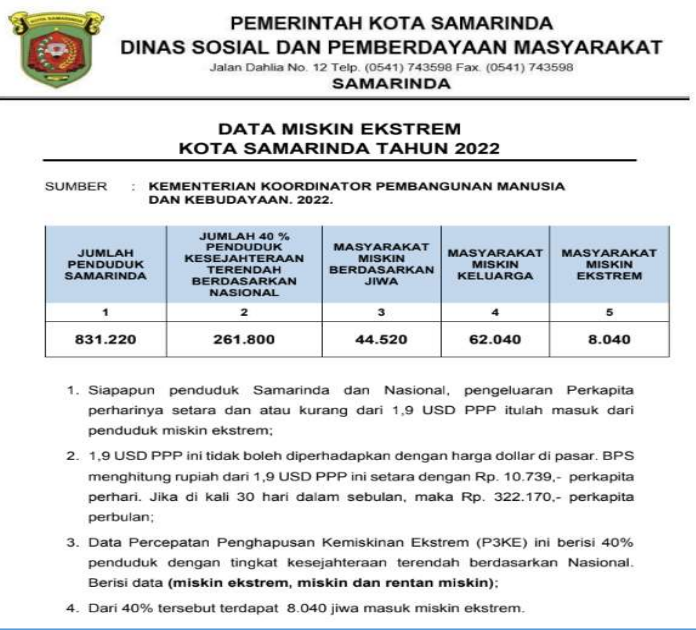 PEMERINTAH KOTA SAMARINDA
DINAS SOSIAL DAN PEMBERDAYAAN MASYARAKAT
Jalan Dahlia No. 12 Telp. (0541) 743598 Fax. (0541) 743598
SAMARINDA
DATA MISKIN EKSTREM
KOTA SAMARINDA TAHUN 2022
SUMBER : KEMENTERIAN KOORDINATOR PEMBANGUNAN MANUSIA
DAN KEBUDAYAAN. 2022.
JUMLAH
PENDUDUK
SAMARINDA
JUMLAH 40 %
PENDUDUK
KESEJAHTERAAN
TERENDAH
BERDASARKAN
NASIONAL
MASYARAKAT
MISKIN
BERDASARKAN
JIWA
MASYARAKAT
MISKIN
KELUARGA
MASYARAKAT
MISKIN
EKSTREM
1 2 3 4 5
831.220 261.800 44.520 62.040 8.040
1. Siapapun penduduk Samarinda dan Nasional, pengeluaran Perkapita
perharinya setara dan atau kurang dari 1,9 USD PPP itulah masuk dari
penduduk miskin ekstrem;
2. 1,9 USD PPP ini tidak boleh diperhadapkan dengan harga dollar di pasar. BPS
menghitung rupiah dari 1,9 USD PPP ini setara dengan Rp. 10.739,- perkapita
perhari. Jika di kali 30 hari dalam sebulan, maka Rp. 322.170,- perkapita
perbulan;
3. Data Percepatan Penghapusan Kemiskinan Ekstrem (P3KE) ini berisi 40%
penduduk dengan tingkat kesejahteraan terendah berdasarkan Nasional.
Berisi data (miskin ekstrem, miskin dan rentan miskin);
4. Dari 40% tersebut terdapat 8.040 jiwa masuk miskin ekstrem.